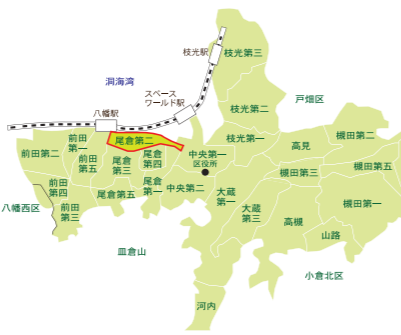 枝光駅
枝光第三
洞海湾
スペース
ワールド駅
戸畑区
八幡駅
枝光第二
前田
第一
尾倉第二
枝光第一
高見
槻田第二
前田第二
前田
第五
尾倉
第三
尾倉
第四
中央第一
区役所
槻田第三
槻田第五
前田
第四
尾倉第五
尾倉
第一
中央第二
大蔵
第一
槻田第一
八幡西区
前田
第三
大蔵
第三
高槻
山路
皿倉山
小倉北区
河内